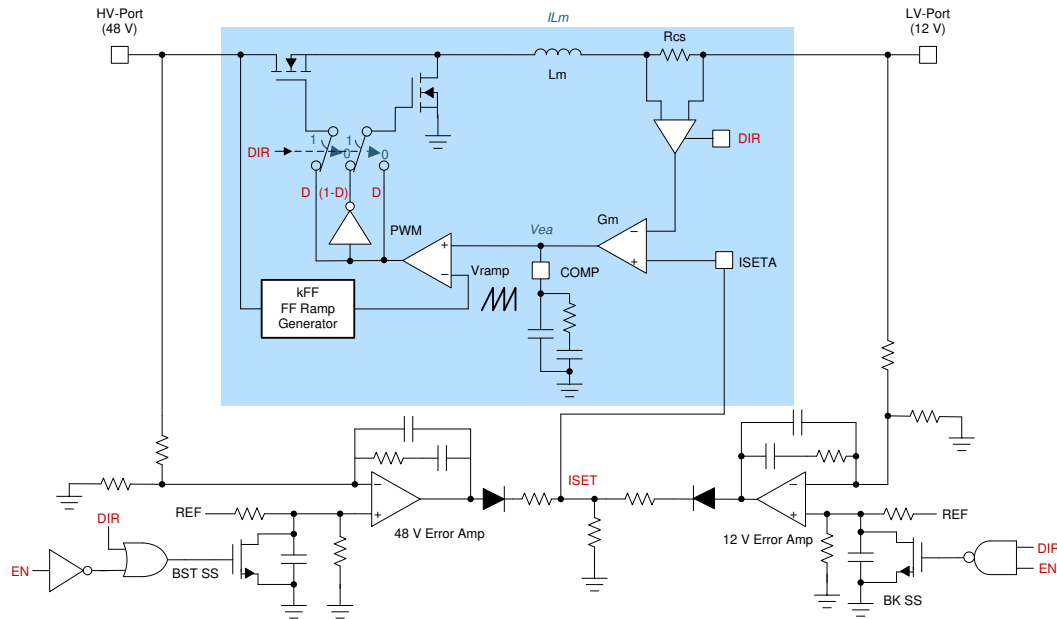 HV-Port
(48 V)
ILm
LV-Port
(12 V)
Rcs
Lm
DIR
1
1
DIR
0
0
D
(1-D)
D
Gm
PWM
Vea
+
−
−
+
ISETA
Vramp
COMP
kFF
FF Ramp
Generator
ISET
−
+
−
+
REF
48 V Error Amp
12 V Error Amp
REF
DIR
EN
BST SS
BK SS
DIR
EN